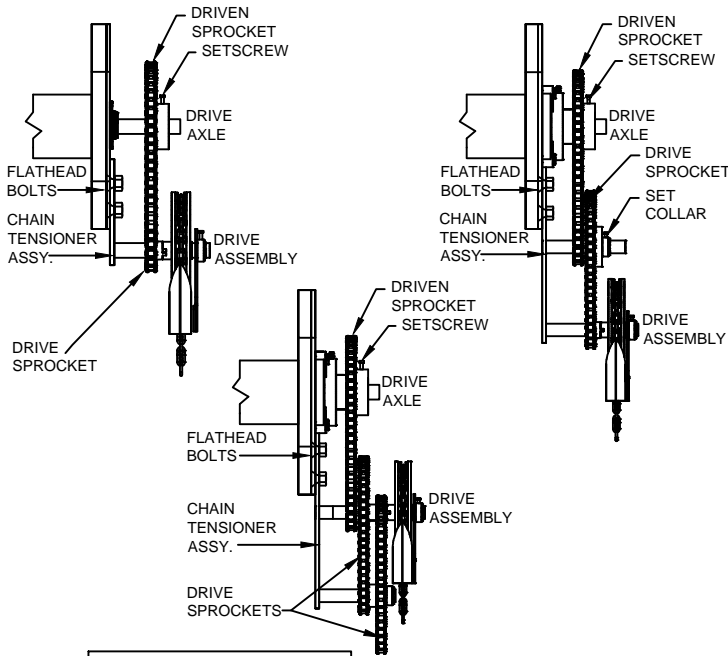 DRIVEN
SPROCKET
SETSCREW
DRIVE
AXLE
FLATHEAD
BOLTS
CHAIN
TENSIONER
ASSY.
DRIVE
ASSEMBLY
DRIVE
SPROCKET
DRIVEN
SPROCKET
SETSCREW
DRIVE
AXLE
DRIVE
SPROCKET
FLATHEAD
BOLTS
SET
COLLAR
CHAIN
TENSIONER
ASSY.
DRIVE
ASSEMBLY
DRIVEN
SPROCKET
SETSCREW
DRIVE
AXLE
FLATHEAD
BOLTS
CHAIN
TENSIONER
ASSY.
DRIVE
ASSEMBLY
DRIVE
SPROCKETS